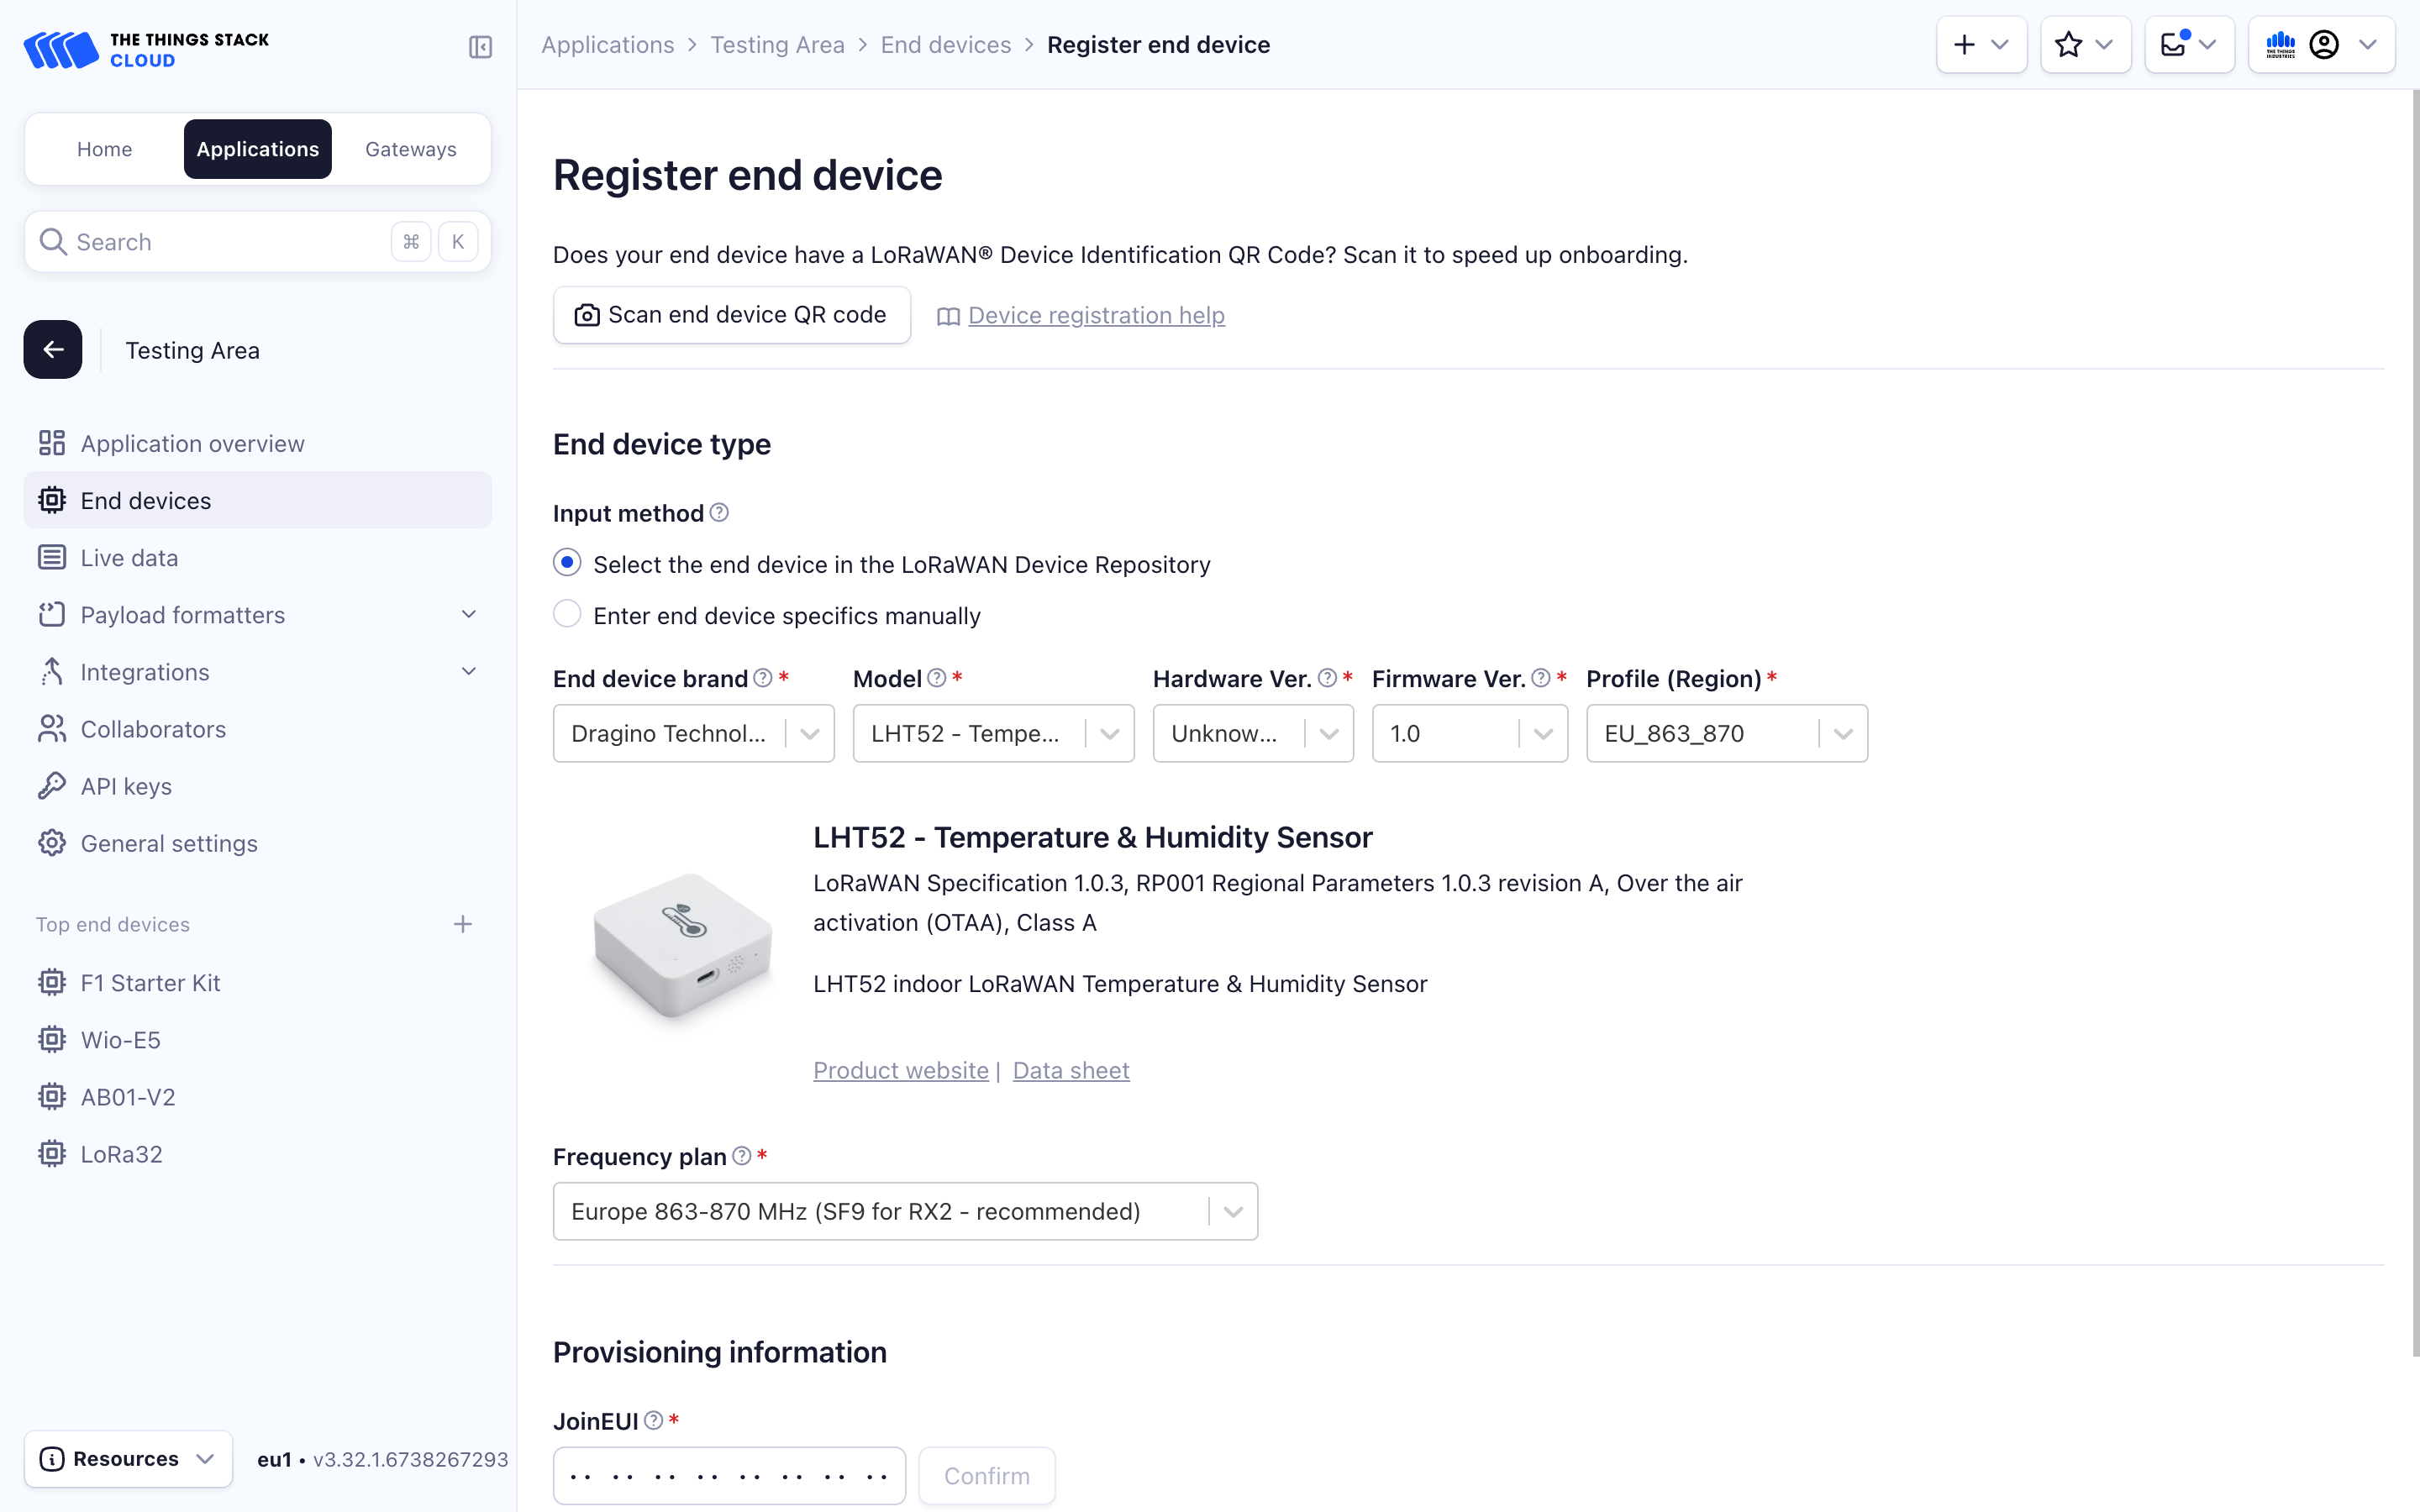 THE THINGS STACK
CLOUD
Applications > Testing Area > End devices > Register end device
THE THINGS INDUSTRIES
Home
Applications
Gateways
Search
⌘ K
Testing Area
Application overview
End devices
Live data
Payload formatters
Integrations
Collaborators
API keys
General settings
Top end devices
F1 Starter Kit
Wio-E5
AB01-V2
LoRa32
Resources
eu1 • v3.32.1.6738267293
Register end device
Does your end device have a LoRaWAN® Device Identification QR Code? Scan it to speed up onboarding.
Scan end device QR code
Device registration help
End device type
Input method
Select the end device in the LoRaWAN Device Repository
Enter end device specifics manually
End device brand * Model * Hardware Ver. * Firmware Ver. * Profile (Region) *
Dragino Technol... LHT52 - Tempe... Unknow... 1.0 EU_863_870
LHT52 - Temperature & Humidity Sensor
LoRaWAN Specification 1.0.3, RP001 Regional Parameters 1.0.3 revision A, Over the air
activation (OTAA), Class A
LHT52 indoor LoRaWAN Temperature & Humidity Sensor
Product website | Data sheet
Frequency plan *
Europe 863-870 MHz (SF9 for RX2 - recommended)
Provisioning information
JoinEUI *
·· ·· ·· ·· ·· ·· ·· ··
Confirm